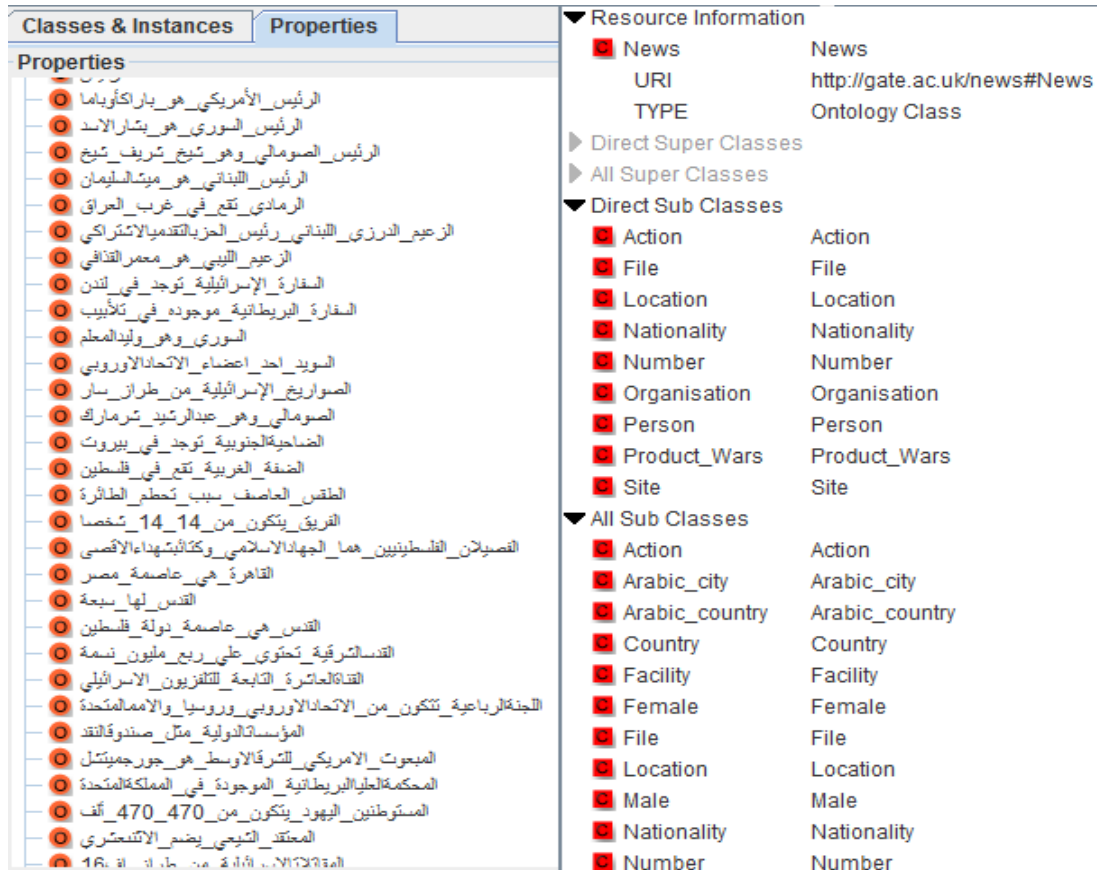 Classes & Instances
Properties
Properties
الرئيس_الأمريكي_هو_باراكأوباما
الرئيس_السوري_هو_بشارالاسد
الرئيس_الصومالي_وهو_شيخ_شريف_شيخ
الرئيس_اللبناني_هو_ميشالسليمان
الرمادي_تقع_في_غرب_العراق
الزعيم_الدرزي_اللبناني_رئيس_الحزبالتقدميالاشتراكي
الزعيم_الليبي_هو_معمرالقذافي
السفارة_الإسرائيلية_توجد_في_لندن
السفارة_البريطانية_موجوده_في_تلأبيب
السوري_وهو_وليدالمعلم
السويد_احد_اعضاء_الاتحادالاوروبي
الصواريخ_الإسرائيلية_من_طراز_سار
الصومالي_وهو_عبدالرشيد_شرمارك
الضاحيةالجنوبية_توجد_في_بيروت
الضفة_الغربية_تقع_في_فلسطين
الطقس_العاصف_سبب_تحطم_الطائرة
الفريق_يتكون_من_14_14_شخصا
الفصيلان_الفلسطينيين_هما_الجهادالاسلامي_وكتائبشهداءالاقصى
القاهرة_هي_عاصمة_مصر
القدس_لها_سبعة
القدس_هي_عاصمة_دولة_فلسطين
القدسالشرقية_تحتوي_على_ربع_مليون_نسمة
القناةالعاشرة_التابعة_للتلفزيون_الاسرائيلي
اللجنةالرباعية_تتكون_من_الاتحادالاوروبي_وروسيا_والاممالمتحدة
المؤسساتالدولية_مثل_صندوقالنقد
المبعوث_الامريكي_للشرقالاوسط_هو_جورجميتشل
المحكمةالعلياالبريطانية_الموجودة_في_المملكةالمتحدة
المستوطنين_اليهود_يتكون_من_470_470_ألف
المعتقد_الشيعي_يضم_الاثنىعشري
Resource Information
News News
URI http://gate.ac.uk/news#News
TYPE Ontology Class
Direct Super Classes
All Super Classes
Direct Sub Classes
Action Action
File File
Location Location
Nationality Nationality
Number Number
Organisation Organisation
Person Person
Product_Wars Product_Wars
Site Site
All Sub Classes
Action Action
Arabic_city Arabic_city
Arabic_country Arabic_country
Country Country
Facility Facility
Female Female
File File
Location Location
Male Male
Nationality Nationality
Number Number